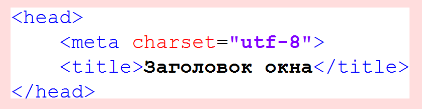 <head>
    <meta charset="utf-8">
    <title>Заголовок окна</title>
</head>